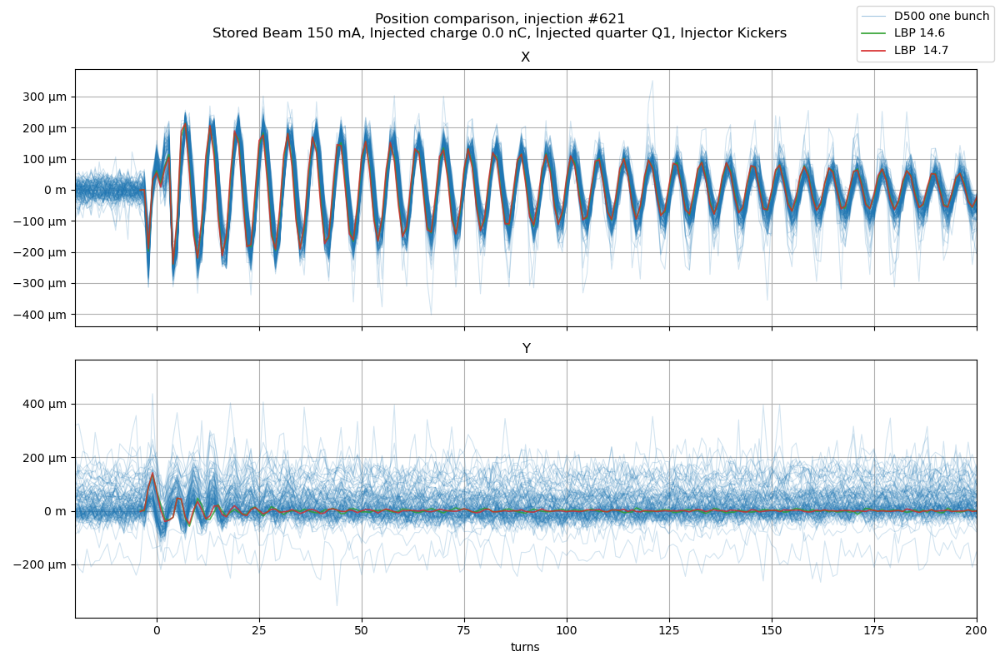 Position comparison, injection #621
Stored Beam 150 mA, Injected charge 0.0 nC, Injected quarter Q1, Injector Kickers
D500 one bunch
LBP 14.6
LBP  14.7
X
300 µm
200 µm
100 µm
0 m
−100 µm
−200 µm
−300 µm
−400 µm
Y
400 µm
200 µm
0 m
−200 µm
0 25 50 75 100 125 150 175 200
turns